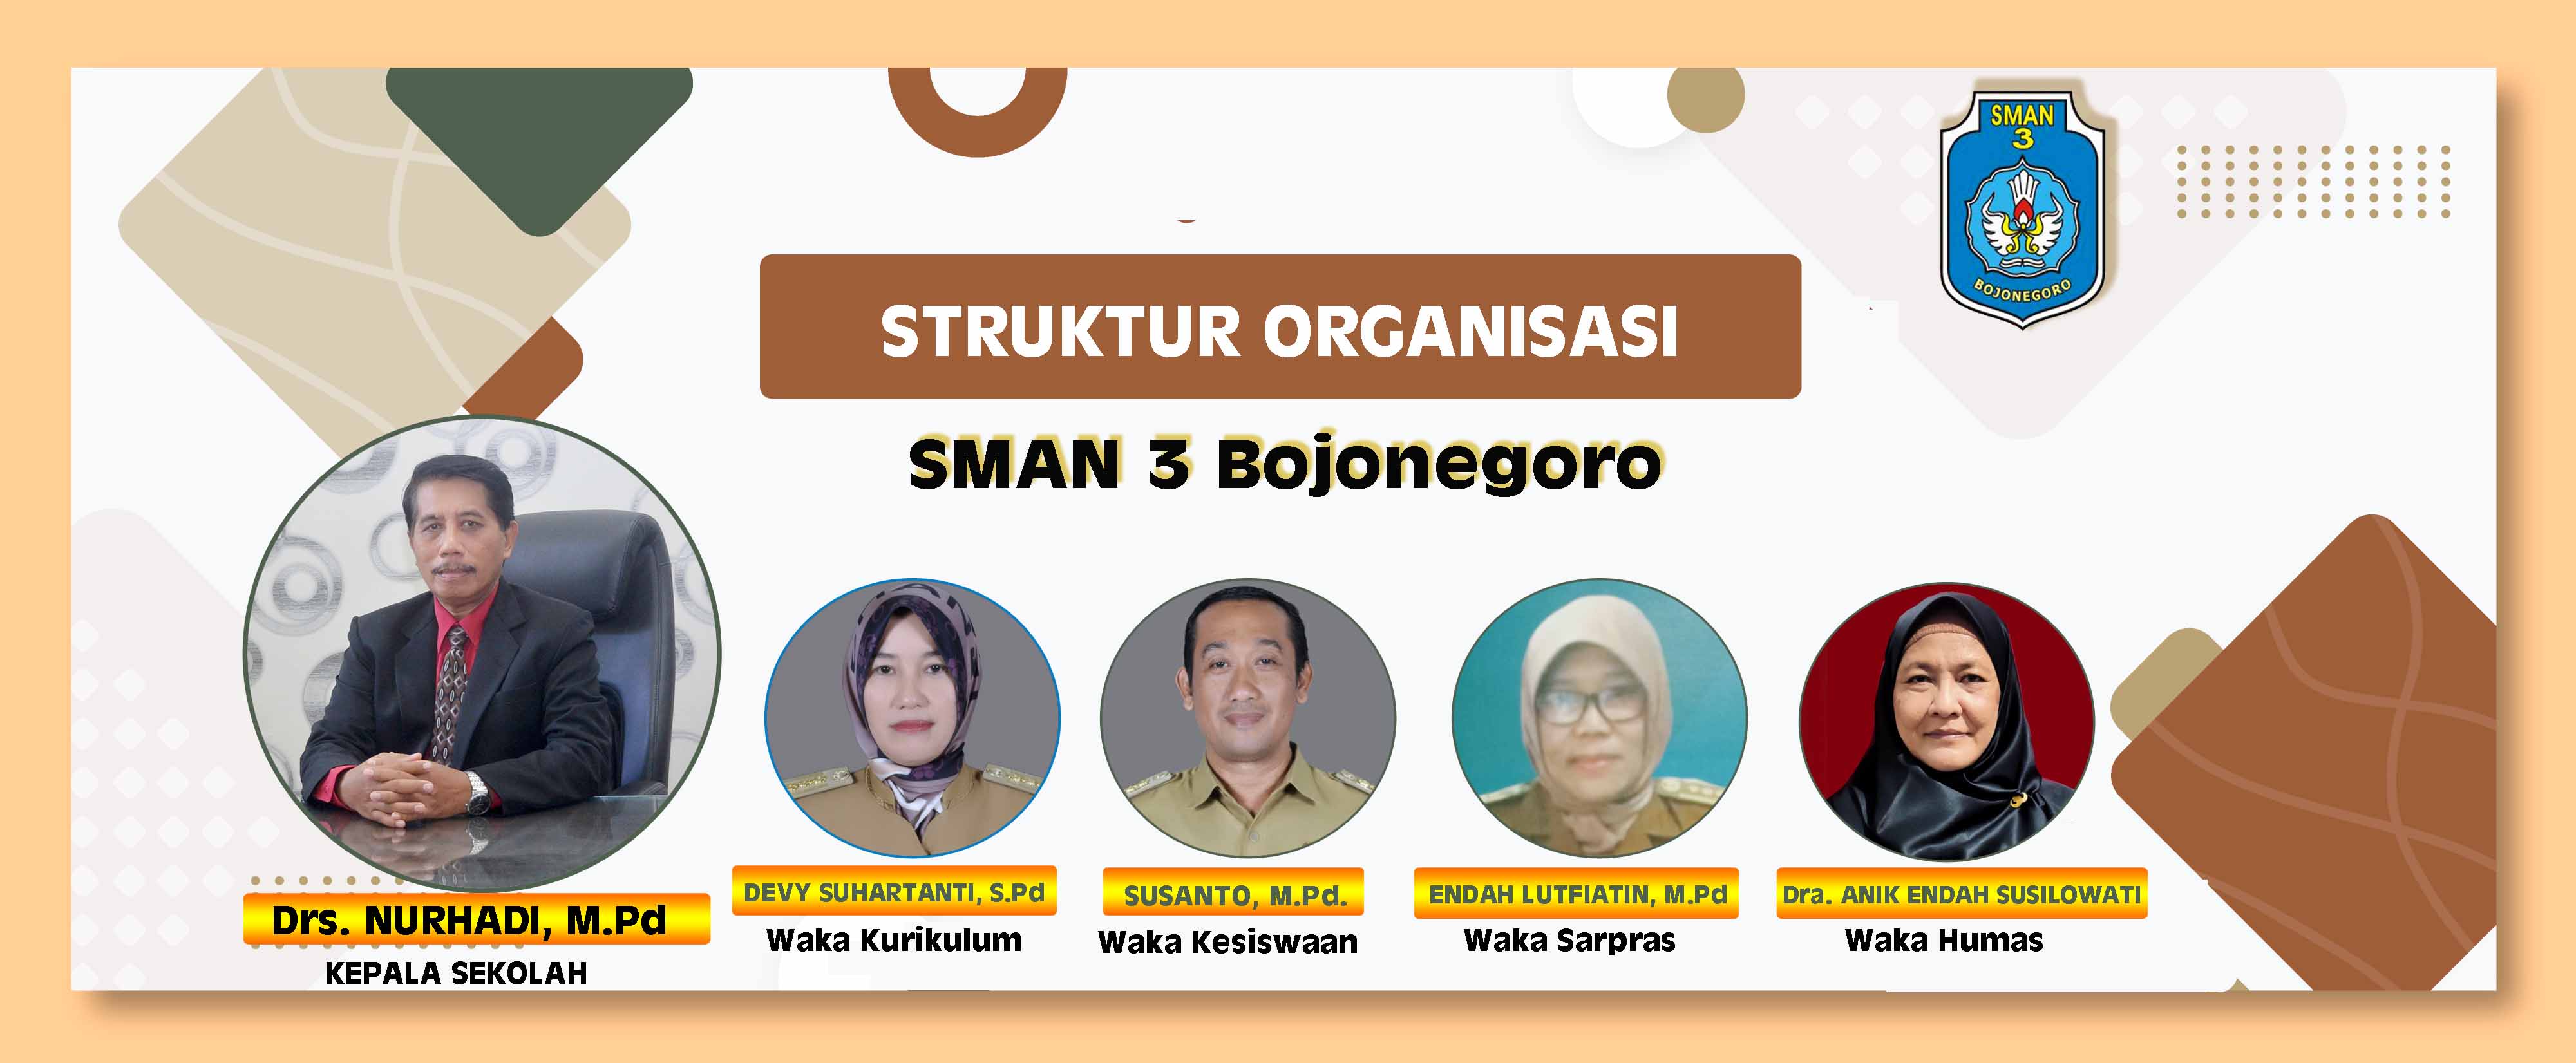 SMAN
3
BOJONEGORO
STRUKTUR ORGANISASI
SMAN 3 Bojonegoro
Drs. NURHADI, M.Pd
KEPALA SEKOLAH
DEVY SUHARTANTI, S.Pd
Waka Kurikulum
SUSANTO, M.Pd.
Waka Kesiswaan
ENDAH LUTFIATIN, M.Pd
Waka Sarpras
Dra. ANIK ENDAH SUSILOWATI
Waka Humas